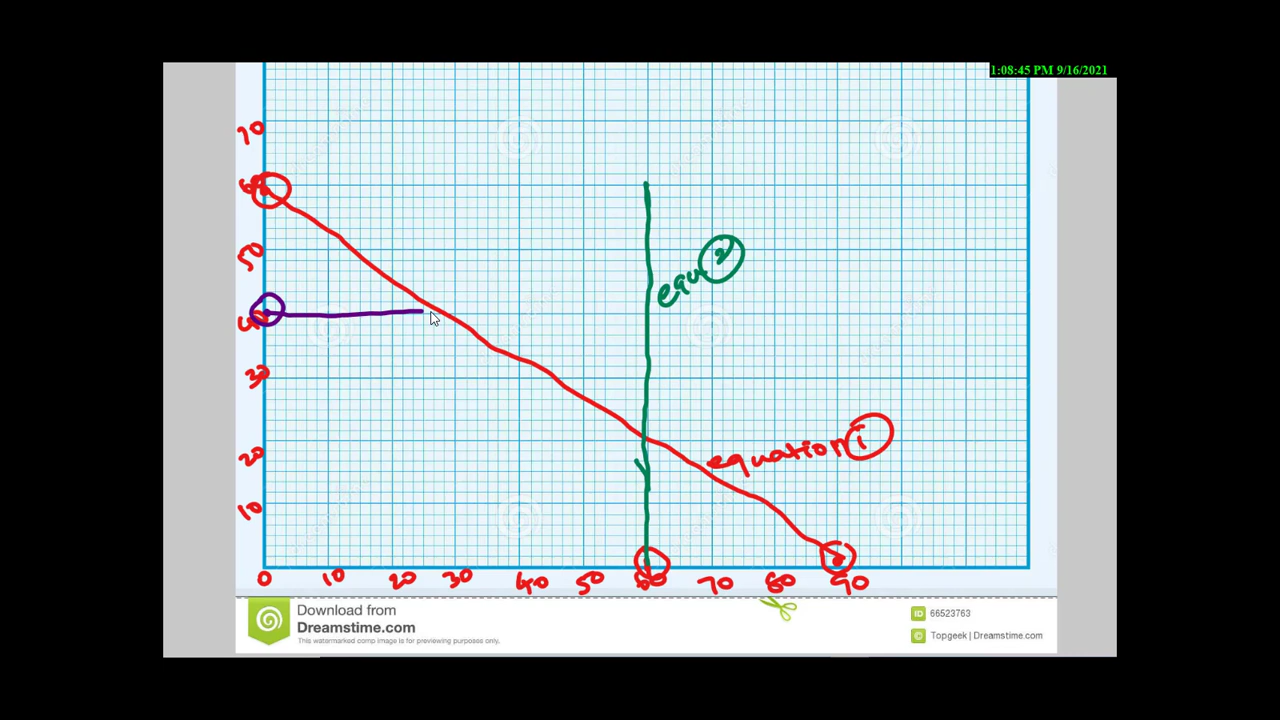 1:08:45 PM 9/16/2021
70
60
50
equ 2
40
30
equation 1
20
10
0 10 20 30 40 50 60 70 80 90
Download from
Dreamstime.com
This watermarked comp image is for previewing purposes only.
ID 66523763
© Topgeek | Dreamstime.com